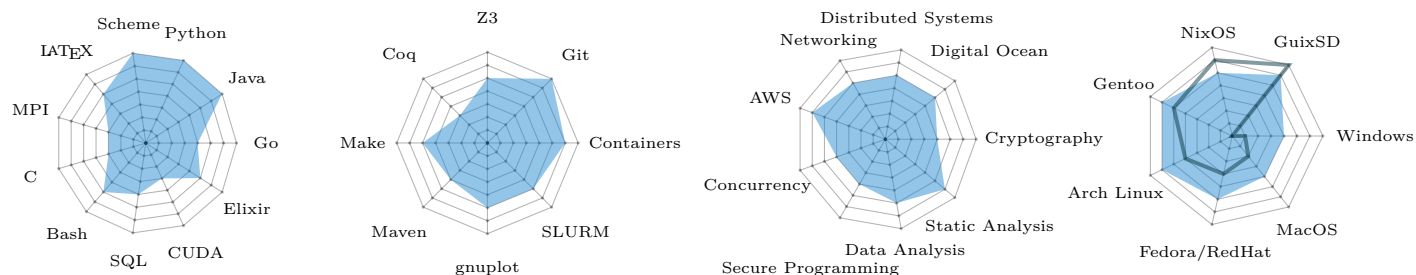 Scheme
Python
LATEX
Java
MPI
Go
C
Elixir
Bash
CUDA
SQL
Z3
Coq
Git
Make
Containers
Maven
SLURM
gnuplot
Distributed Systems
Networking
Digital Ocean
AWS
Cryptography
Concurrency
Static Analysis
Data Analysis
Secure Programming
NixOS
GuixSD
Gentoo
Windows
Arch Linux
MacOS
Fedora/RedHat